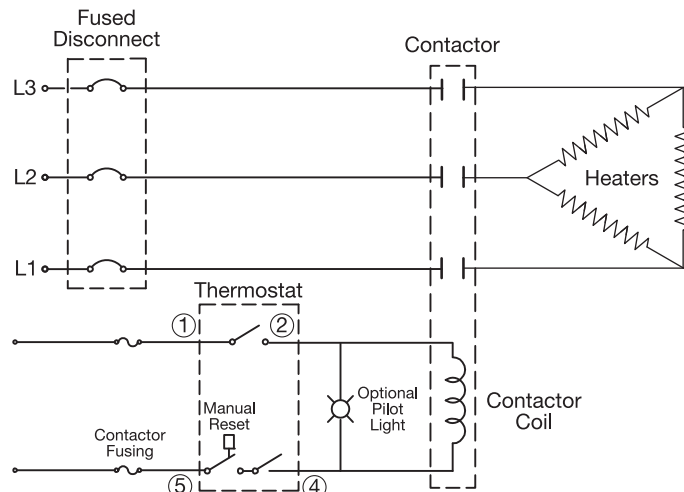 Fused
Disconnect
Contactor
L3
L2
Heaters
L1
Thermostat
1
2
Manual
Reset
Optional
Pilot
Light
Contactor
Coil
Contactor
Fusing
5
4